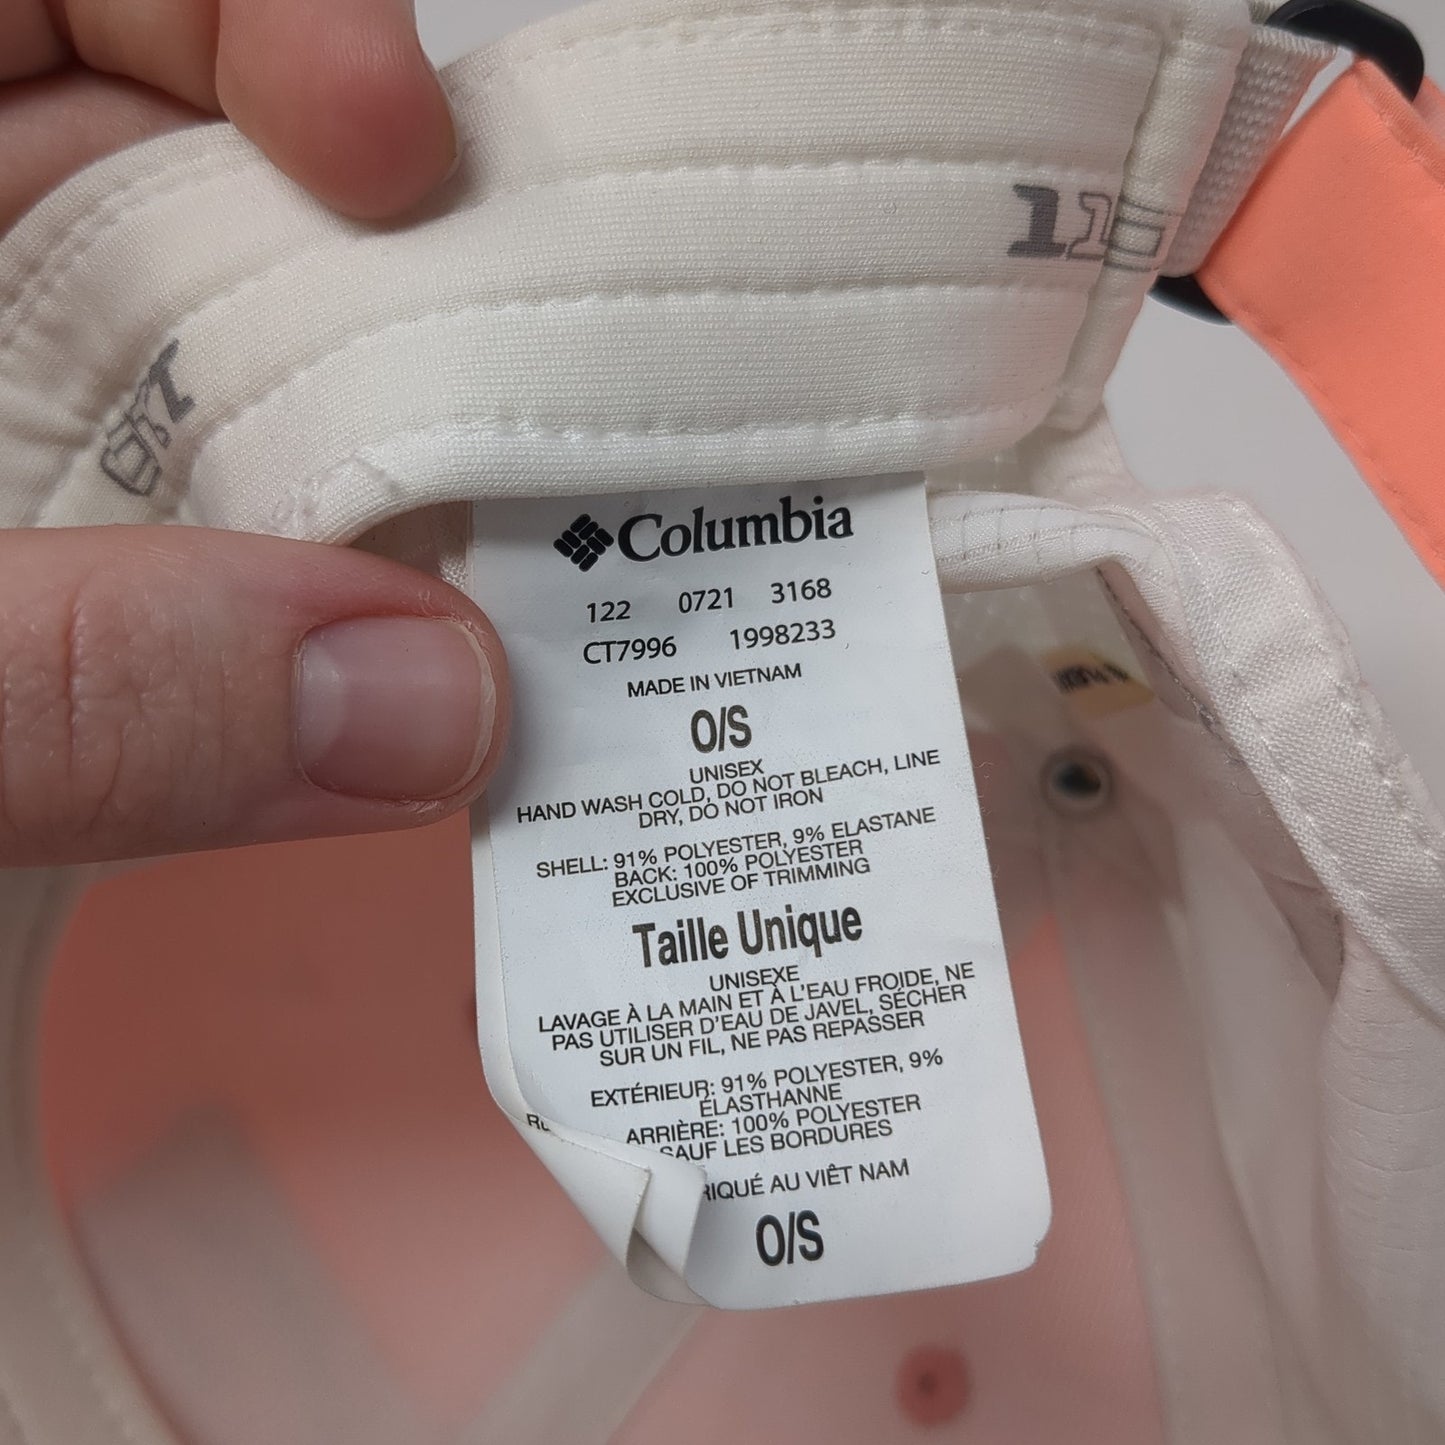 Columbia
122 0721 3168
CT7996 1998233
MADE IN VIETNAM
O/S
UNISEX
HAND WASH COLD, DO NOT BLEACH, LINE
DRY, DO NOT IRON
SHELL: 91% POLYESTER, 9% ELASTANE
BACK: 100% POLYESTER
EXCLUSIVE OF TRIMMING
Taille Unique
UNISEXE
LAVAGE À LA MAIN ET À L'EAU FROIDE, NE
PAS UTILISER D'EAU DE JAVEL, SÉCHER
SUR UN FIL, NE PAS REPASSER
EXTÉRIEUR: 91% POLYESTER, 9%
ÉLASTHANNE
ARRIÈRE: 100% POLYESTER
SAUF LES BORDURES
RIQUÉ AU VIÊT NAM
O/S